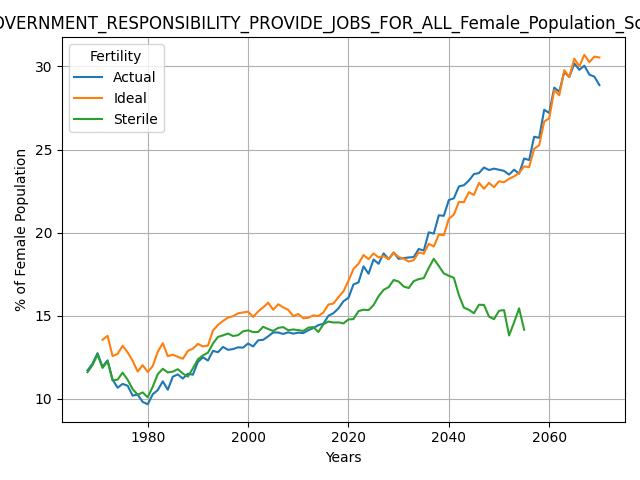 OVERNMENT_RESPONSIBILITY_PROVIDE_JOBS_FOR_ALL_Female_Population_Sc
Fertility
Actual
Ideal
Sterile
30
25
20
15
10
% of Female Population
1980 2000 2020 2040 2060
Years